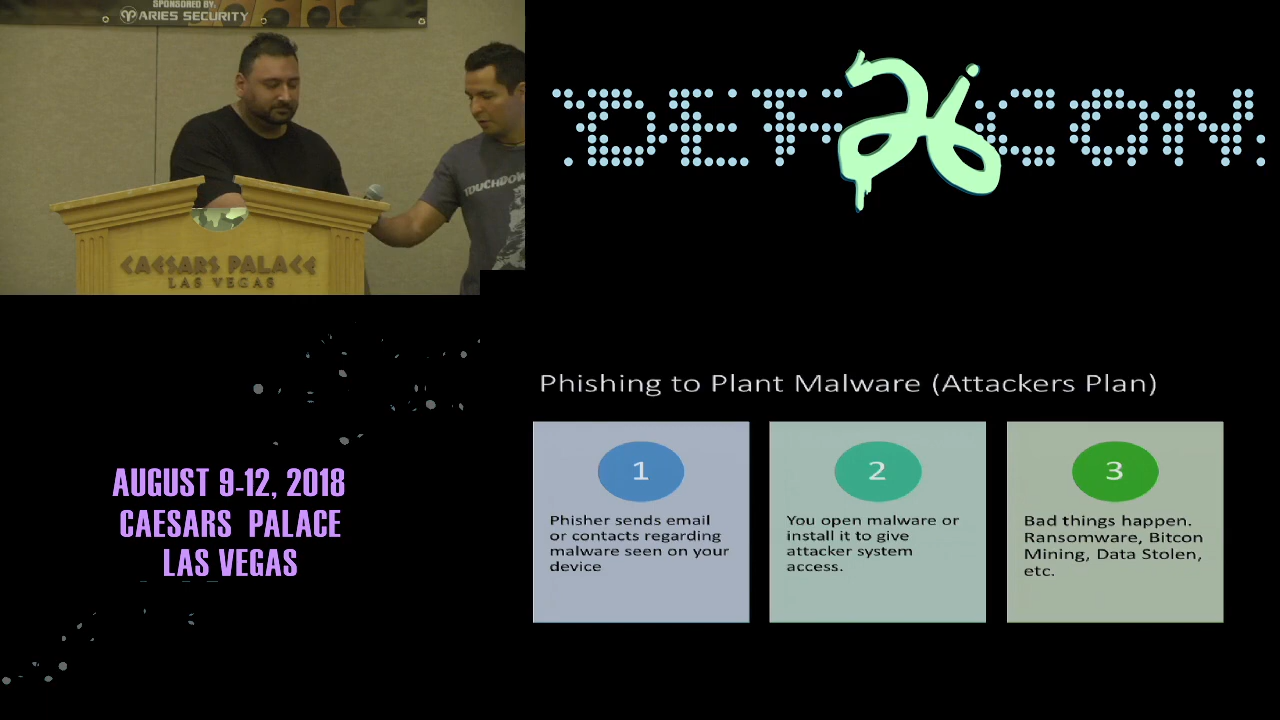 SPONSORED BY:
ARIES SECURITY
TOUCHDOW
CAESARS PALACE
LAS VEGAS
DEF 26 CON
AUGUST 9-12, 2018
CAESARS PALACE
LAS VEGAS
Phishing to Plant Malware (Attackers Plan)
1
Phisher sends email
or contacts regarding
malware seen on your
device
2
You open malware or
install it to give
attacker system
access.
3
Bad things happen.
Ransomware, Bitcon
Mining, Data Stolen,
etc.